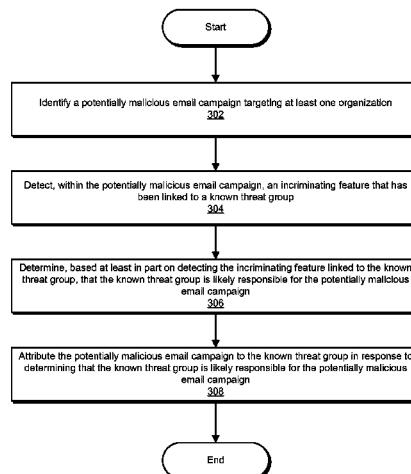 Start
Identify a potentially malicious email campaign targeting at least one organization
302
Detect, within the potentially malicious email campaign, an incriminating feature that has
been linked to a known threat group
304
Determine, based at least in part on detecting the incriminating feature linked to the known
threat group, that the known threat group is likely responsible for the potentially malicious
email campaign
306
Attribute the potentially malicious email campaign to the known threat group in response to
determining that the known threat group is likely responsible for the potentially malicious
email campaign
308
End